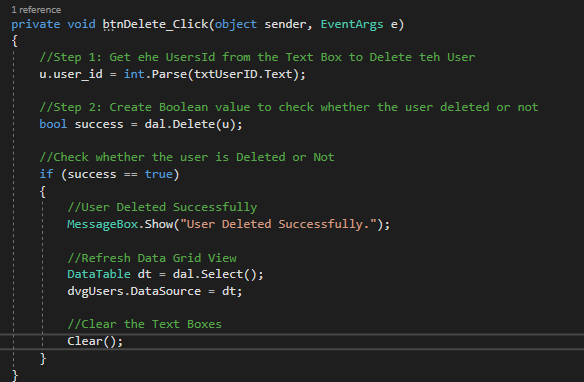 1 reference
private void btnDelete_Click(object sender, EventArgs e)
{
//Step 1: Get ehe UsersId from the Text Box to Delete teh User
u.user_id = int.Parse(txtUserID.Text);
//Step 2: Create Boolean value to check whether the user deleted or not
bool success = dal.Delete(u);
//Check whether the user is Deleted or Not
if (success == true)
{
//User Deleted Successfully
MessageBox.Show("User Deleted Successfully.");
//Refresh Data Grid View
DataTable dt = dal.Select();
dvgUsers.DataSource = dt;
//Clear the Text Boxes
Clear();
}
}